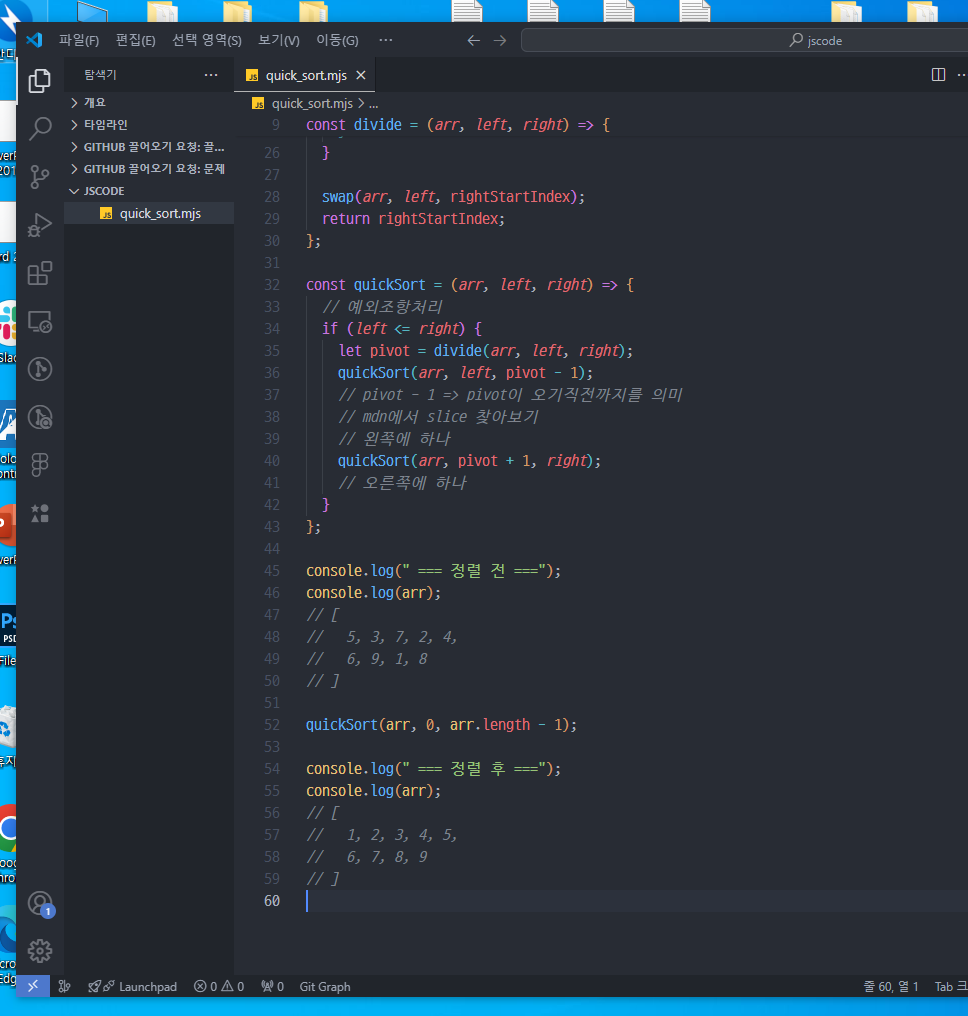 파일(F) 편집(E) 선택 영역(S) 보기(V) 이동(G) ··· jscode
탐색기 ···
quick_sort.mjs
개요
타임라인
GITHUB 끌어오기 요청: 끌...
GITHUB 끌어오기 요청: 문제
JSCODE
JS quick_sort.mjs
JS quick_sort.mjs > ...
9 const divide = (arr, left, right) => {
26 }
27
28 swap(arr, left, rightStartIndex);
29 return rightStartIndex;
30 };
31
32 const quickSort = (arr, left, right) => {
33 // 예외조항처리
34 if (left <= right) {
35 let pivot = divide(arr, left, right);
36 quickSort(arr, left, pivot - 1);
37 // pivot - 1 => pivot이 오기직전까지를 의미
38 // mdn에서 slice 찾아보기
39 // 왼쪽에 하나
40 quickSort(arr, pivot + 1, right);
41 // 오른쪽에 하나
42 }
43 };
44
45 console.log(" === 정렬 전 ===");
46 console.log(arr);
47 // [
48 // 5, 3, 7, 2, 4,
49 // 6, 9, 1, 8
50 // ]
51
52 quickSort(arr, 0, arr.length - 1);
53
54 console.log(" === 정렬 후 ===");
55 console.log(arr);
56 // [
57 // 1, 2, 3, 4, 5,
58 // 6, 7, 8, 9
59 // ]
60
1
Launchpad 0 0 0 Git Graph 줄 60, 열 1 Tab 크